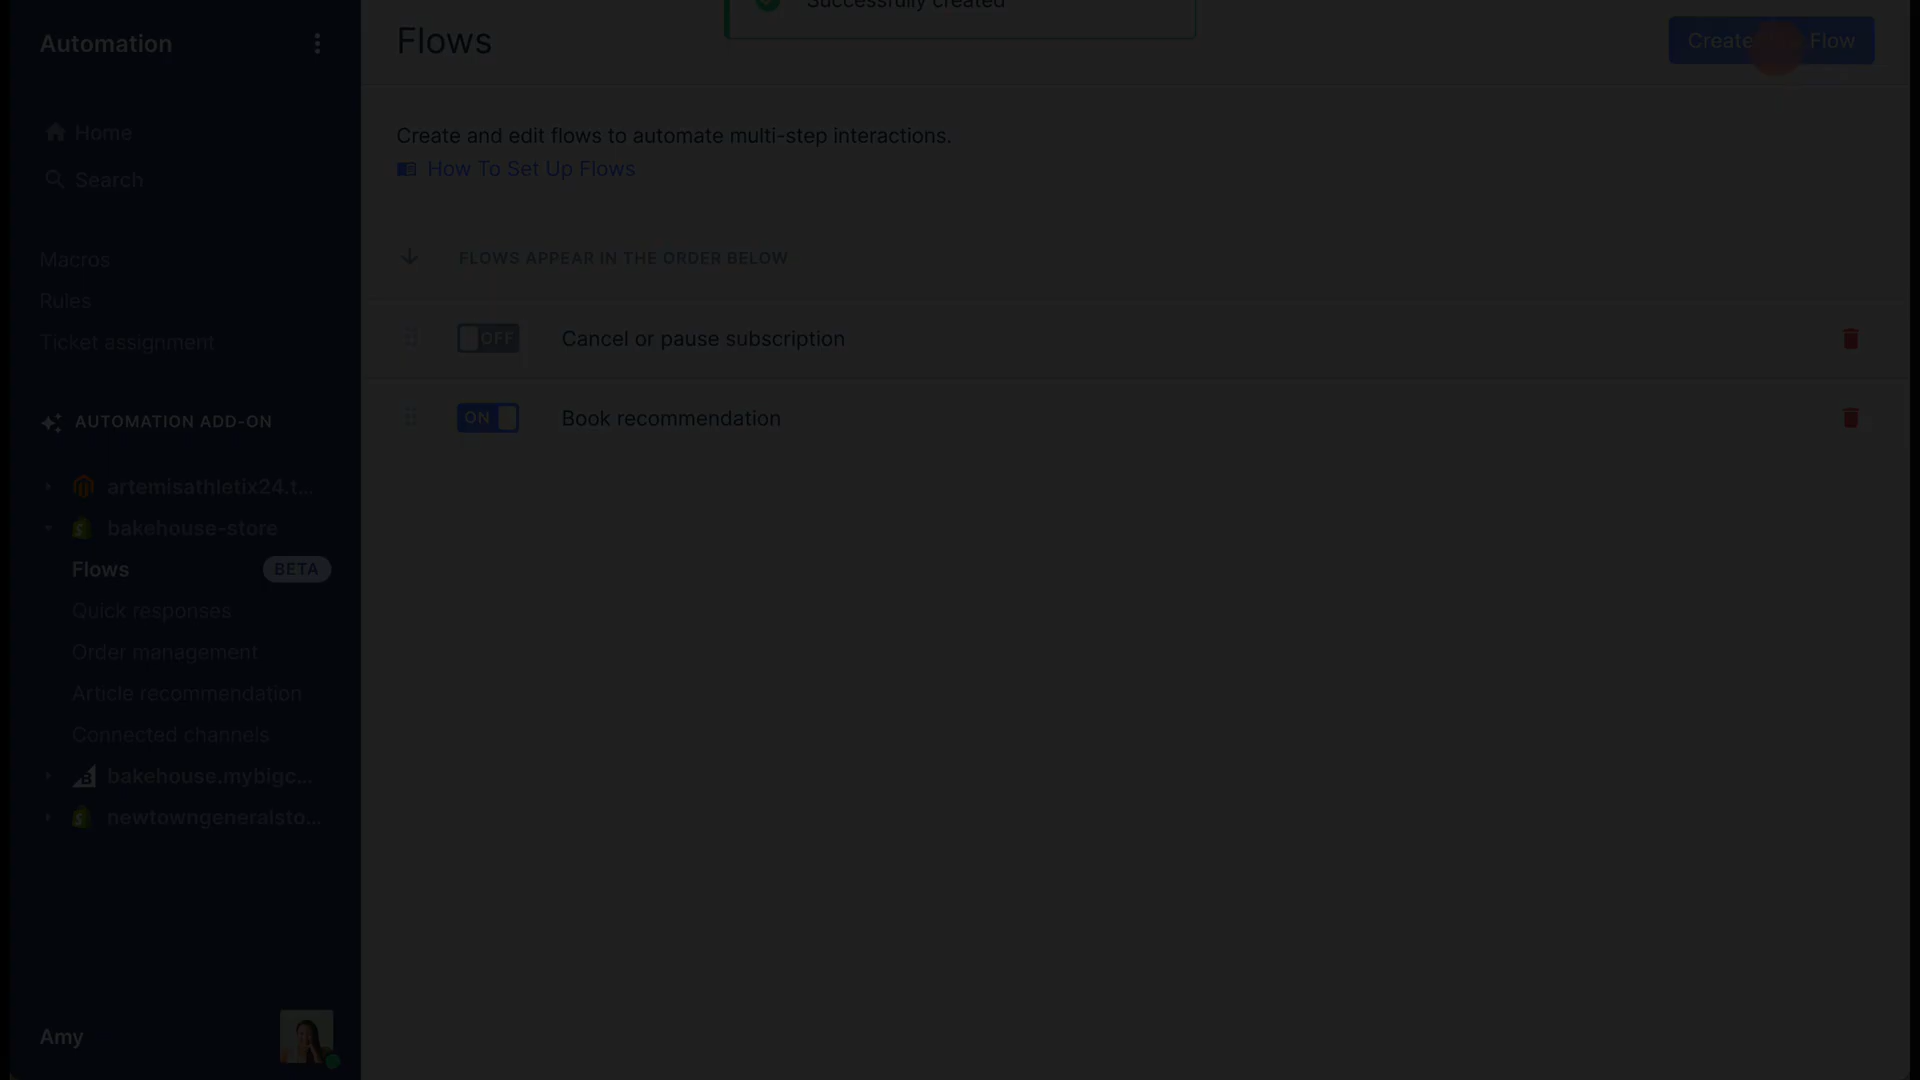 Automation
Home
Search
Macros
Rules
Ticket assignment
AUTOMATION ADD-ON
artemisathletix24.t...
bakehouse-store
Flows
BETA
Quick responses
Order management
Article recommendation
Connected channels
bakehouse.mybigc...
newtowngeneralsto...
Amy
Successfully created
Flows
Create Flow
Create and edit flows to automate multi-step interactions.
How To Set Up Flows
FLOWS APPEAR IN THE ORDER BELOW
OFF
Cancel or pause subscription
ON
Book recommendation